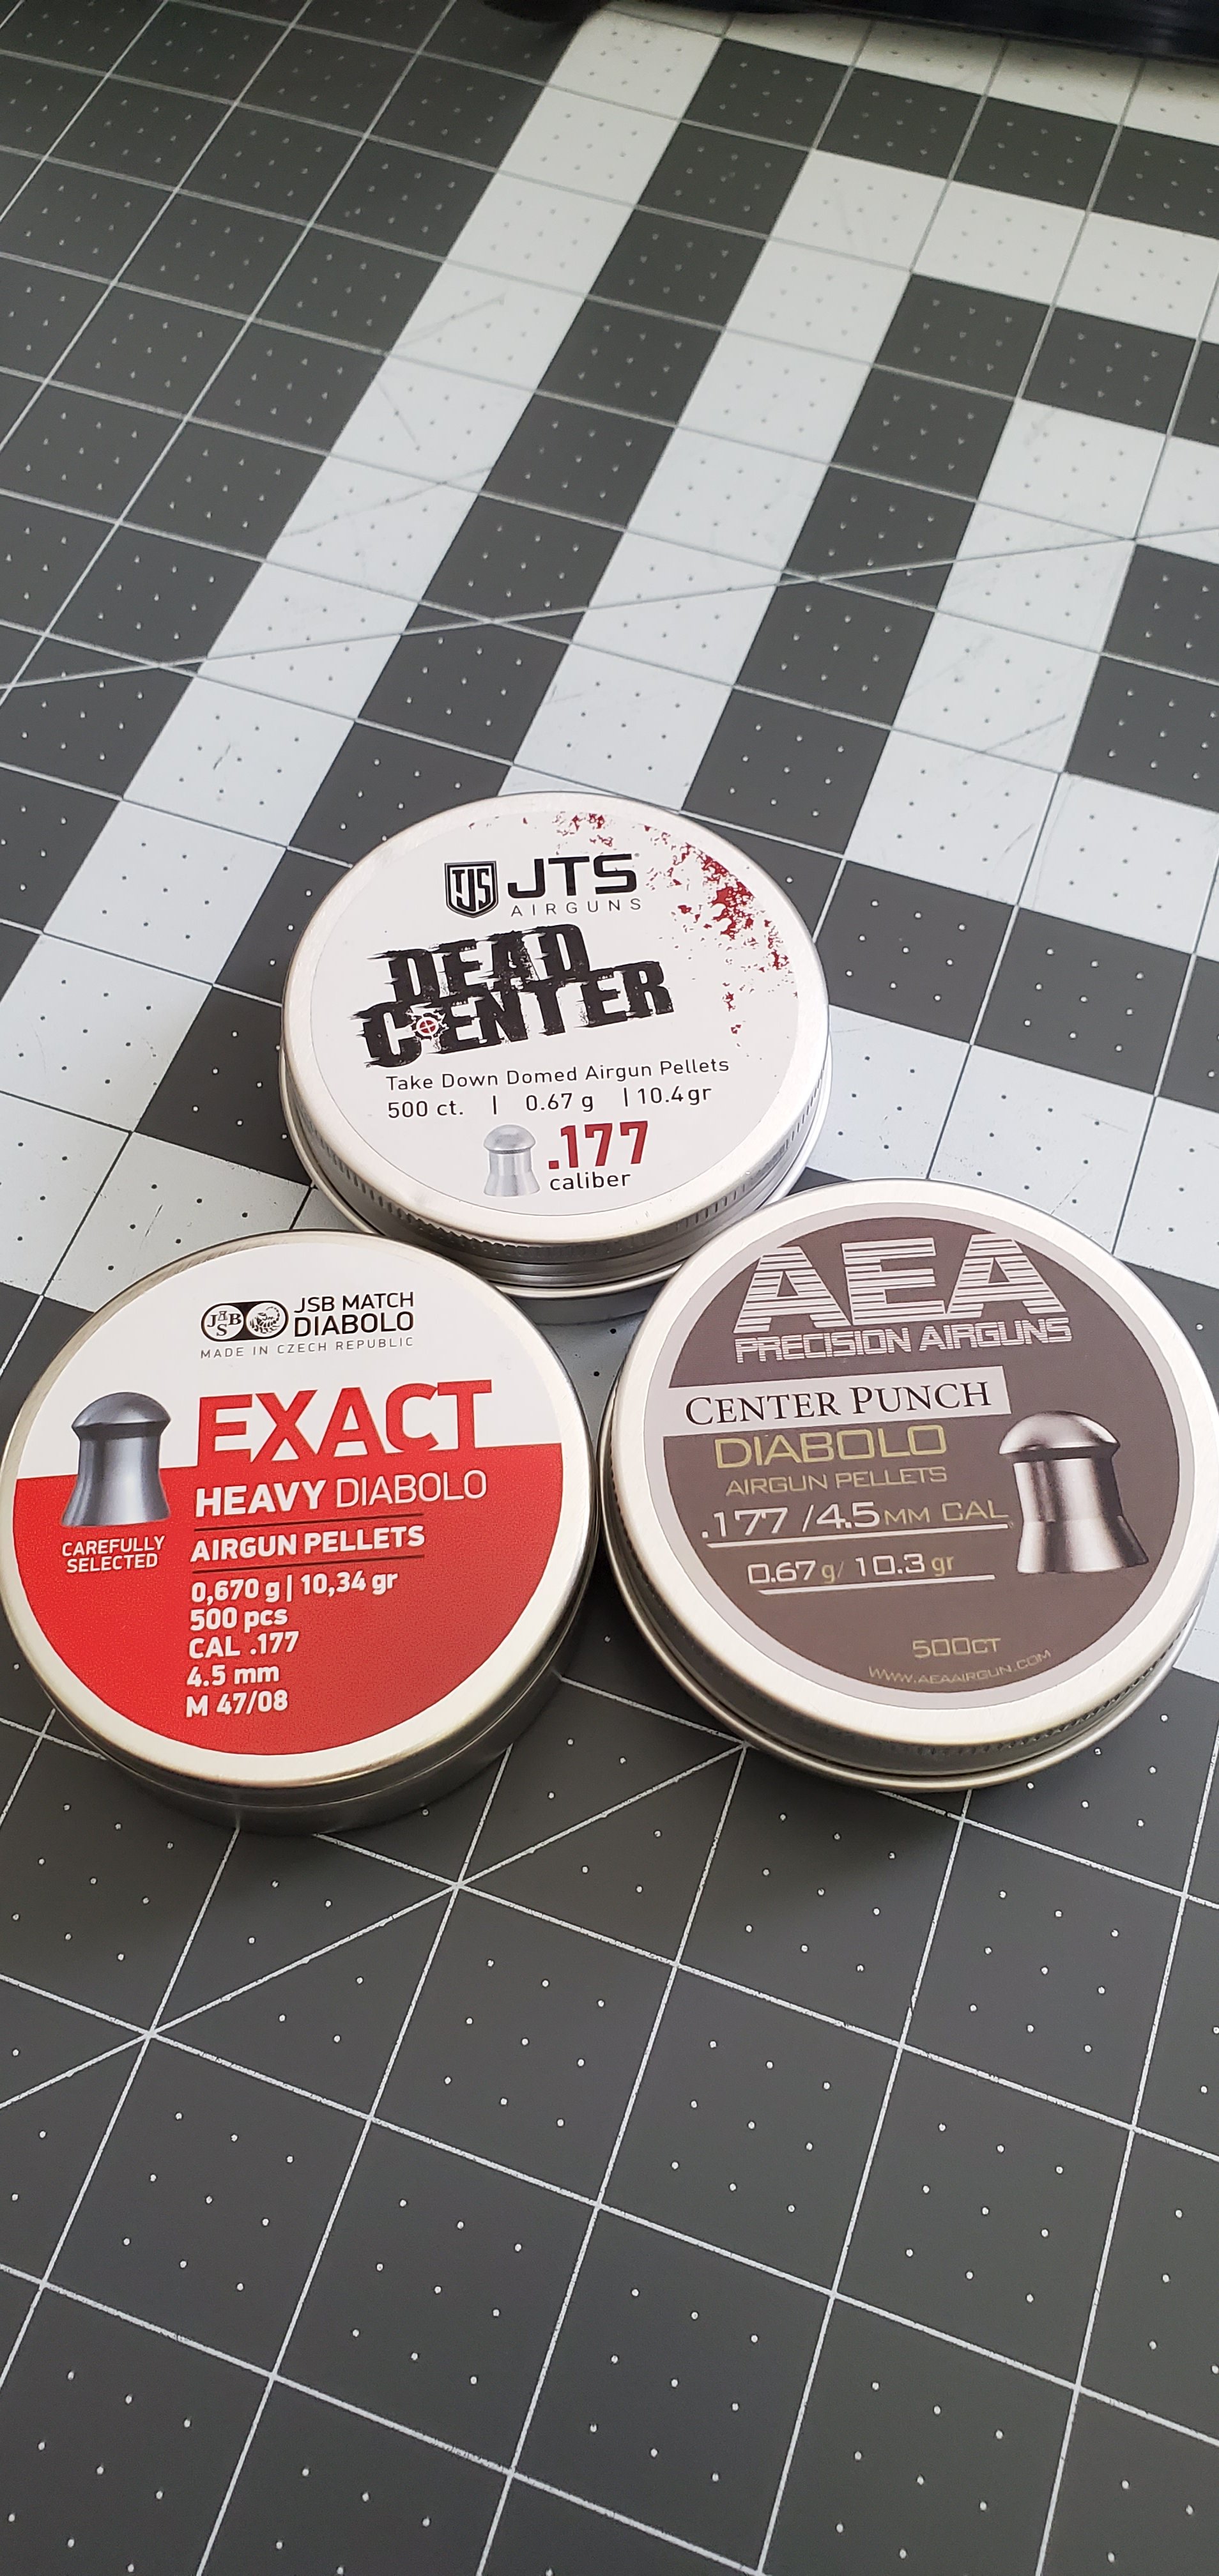 JTS JTS
AIRGUNS
DEAD
CENTER
Take Down Domed Airgun Pellets
500 ct. | 0.67 g | 10.4gr
.177
caliber
JSB JSB MATCH
DIABOLO
MADE IN CZECH REPUBLIC
EXACT
HEAVY DIABOLO
AIRGUN PELLETS
CAREFULLY
SELECTED
0,670 g | 10,34 gr
500 pcs
CAL .177
4.5 mm
M 47/08
AEA
PRECISION AIRGUNS
CENTER PUNCH
DIABOLO
AIRGUN PELLETS
.177 /4.5MM CAL
0.67g/ 10.3 gr
500CT
WWW.AEAAIRGUN.COM